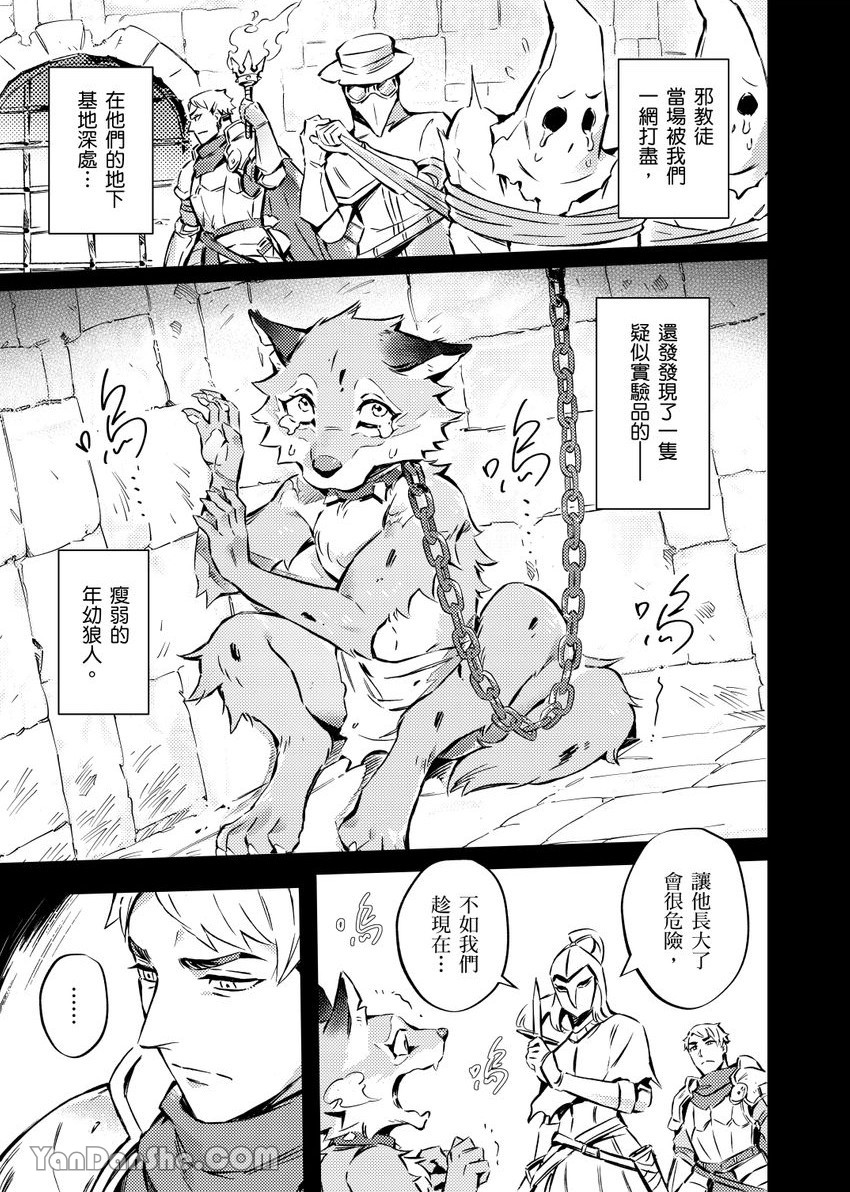 邪教徒
當場被我們
一網打盡，
在他們的地下
基地深處…
還發發現了一隻
疑似實驗品的——
嗚
嗚
嗚
瘦弱的
年幼狼人。
讓他長大了
會很危險，
不如我們
趁現在…
嗚
嗚
……
YanDanShe.COM